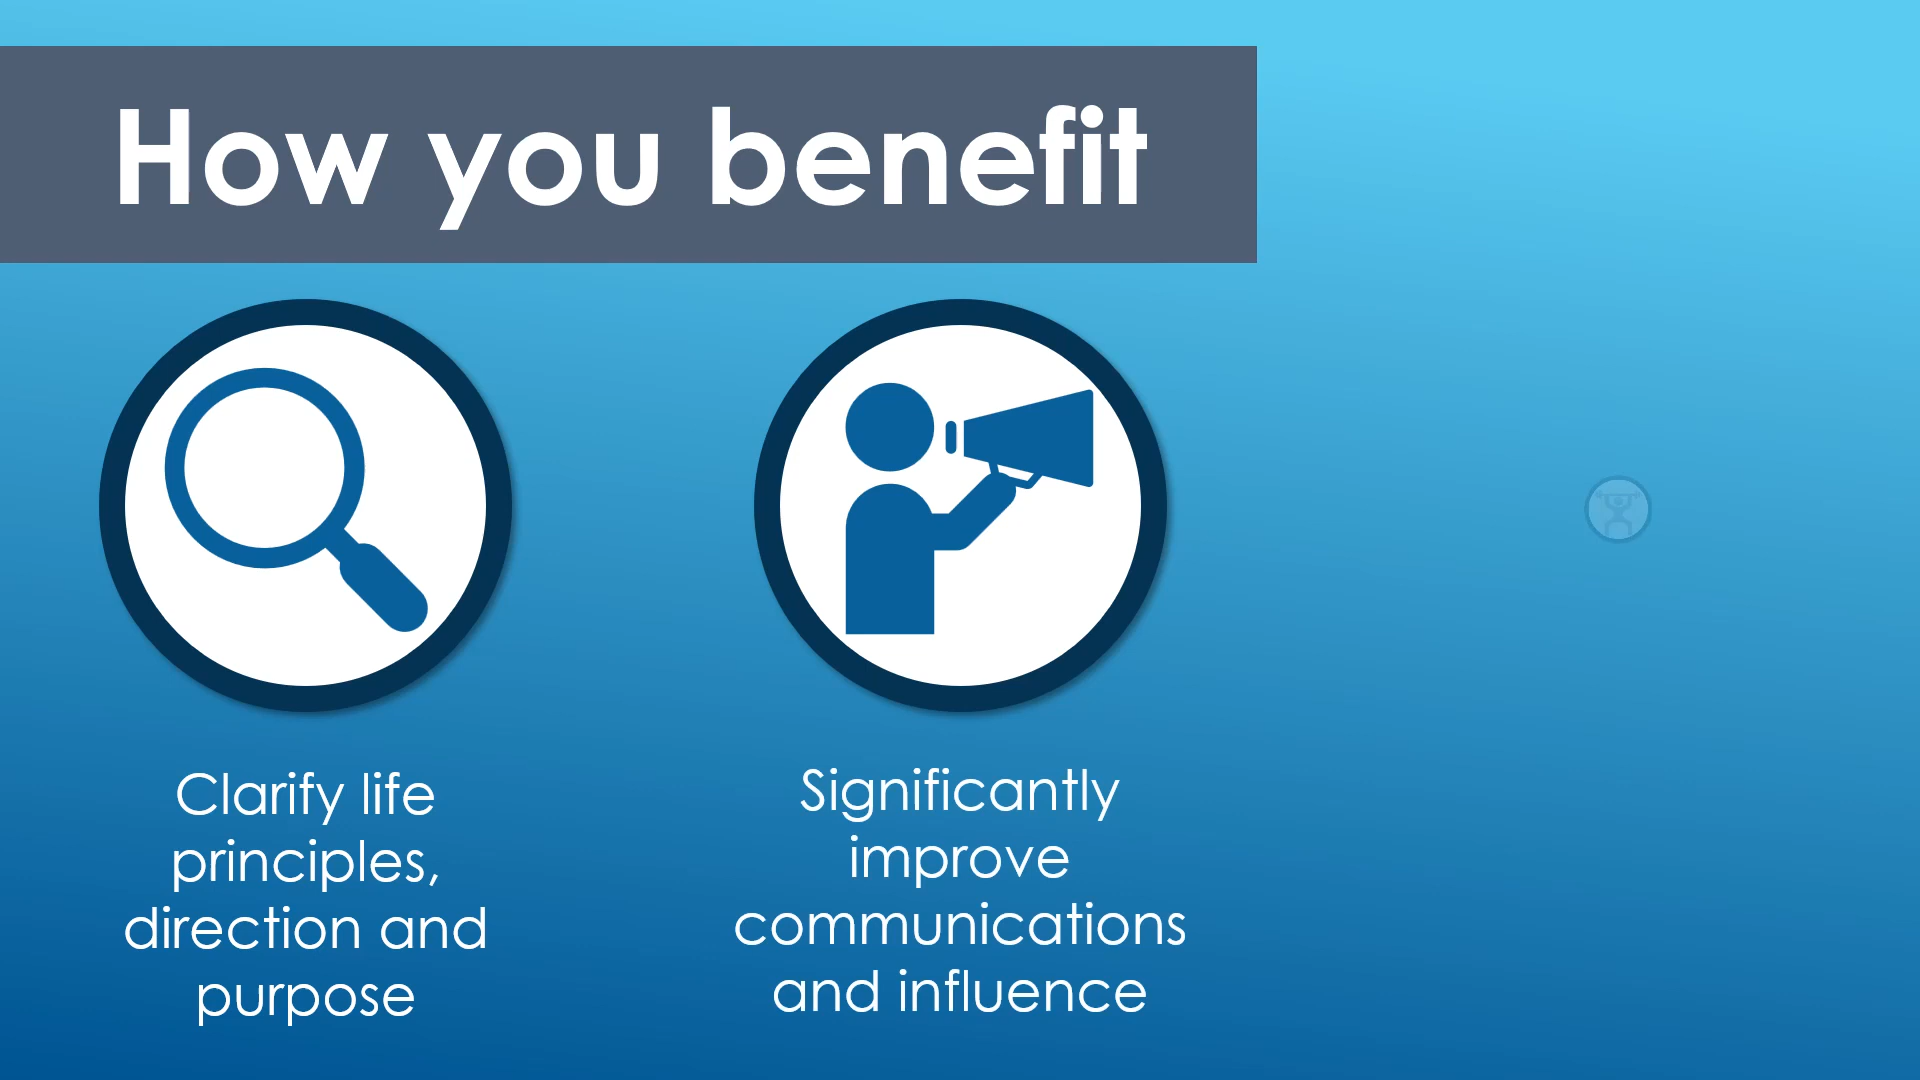 How you benefit
Clarify life
principles,
direction and
purpose
Significantly
improve
communications
and influence